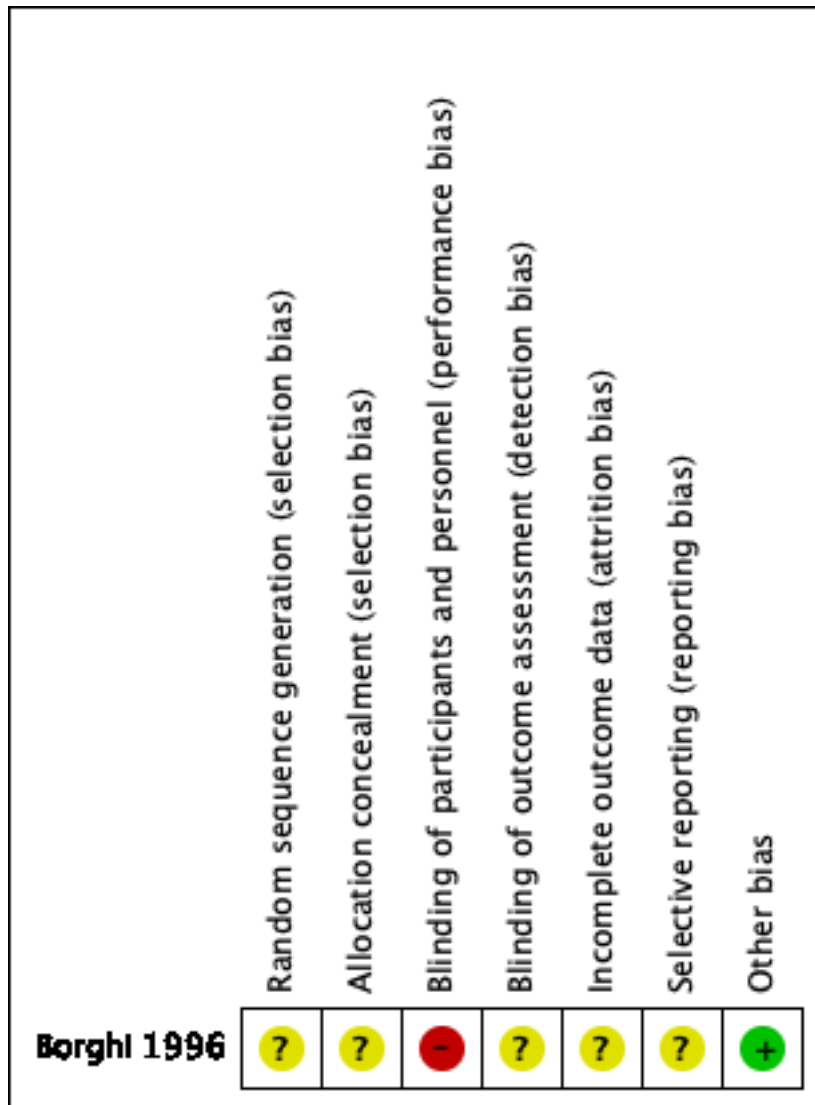 Random sequence generation (selection bias)
Allocation concealment (selection bias)
Blinding of participants and personnel (performance bias)
Blinding of outcome assessment (detection bias)
Incomplete outcome data (attrition bias)
Selective reporting (reporting bias)
Other bias
Borghi 1996 ? ? - ? ? ? +